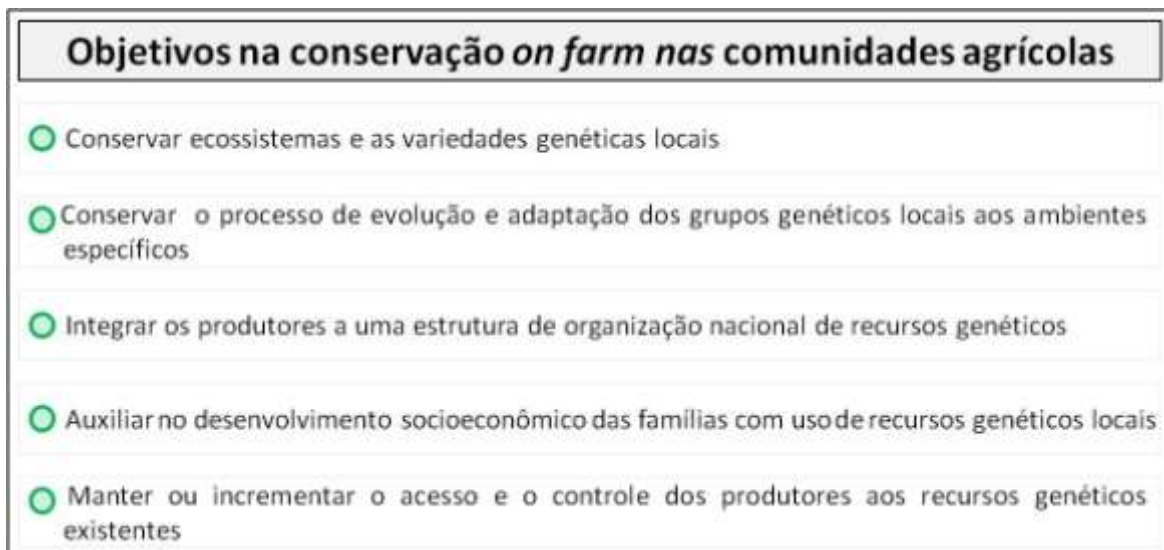 Objetivos na conservação on farm nas comunidades agrícolas
Conservar ecossistemas e as variedades genéticas locais
Conservar o processo de evolução e adaptação dos grupos genéticos locais aos ambientes
específicos
Integrar os produtores a uma estrutura de organização nacional de recursos genéticos
Auxiliar no desenvolvimento socioeconômico das famílias com uso de recursos genéticos locais
Manter ou incrementar o acesso e o controle dos produtores aos recursos genéticos
existentes